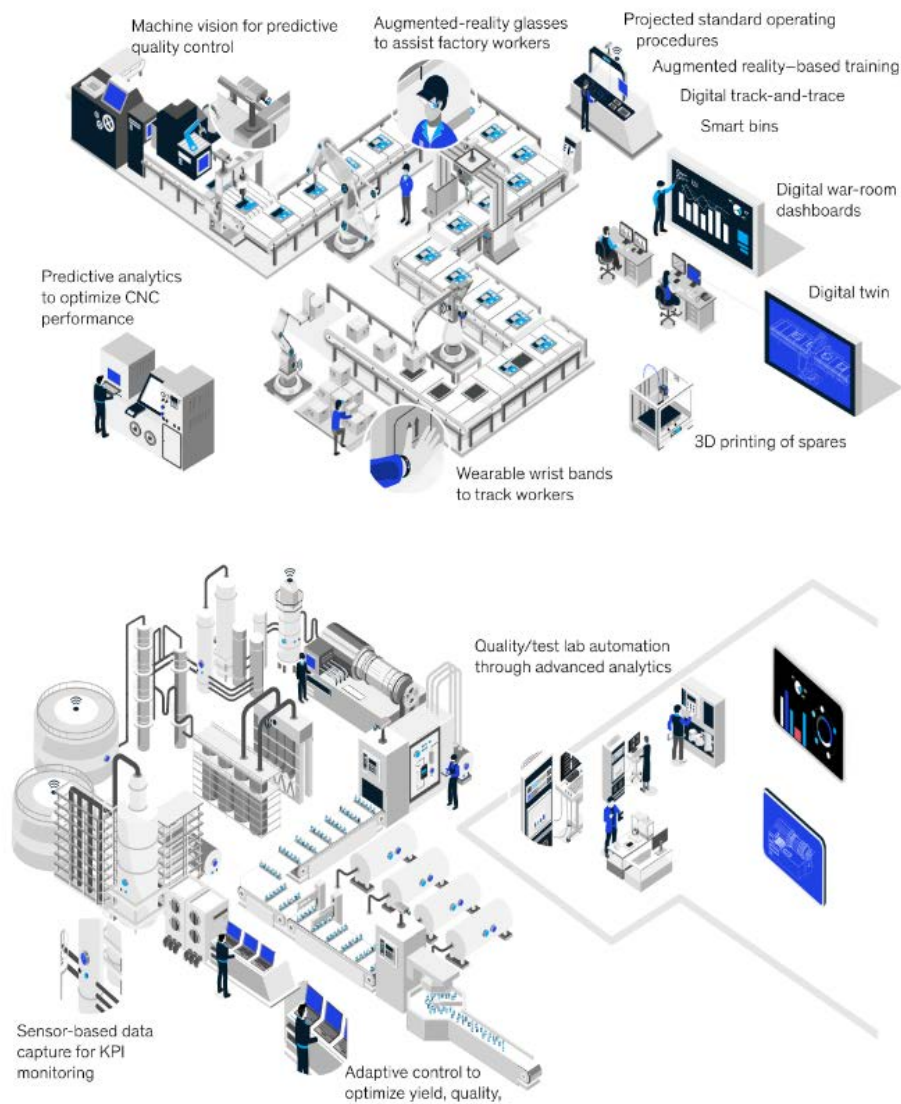 Machine vision for predictive
quality control
Augmented-reality glasses
to assist factory workers
Projected standard operating
procedures
Augmented reality–based training
Digital track-and-trace
Smart bins
Digital war-room
dashboards
Predictive analytics
to optimize CNC
performance
Digital twin
3D printing of spares
Wearable wrist bands
to track workers
Quality/test lab automation
through advanced analytics
Sensor-based data
capture for KPI
monitoring
Adaptive control to
optimize yield, quality,